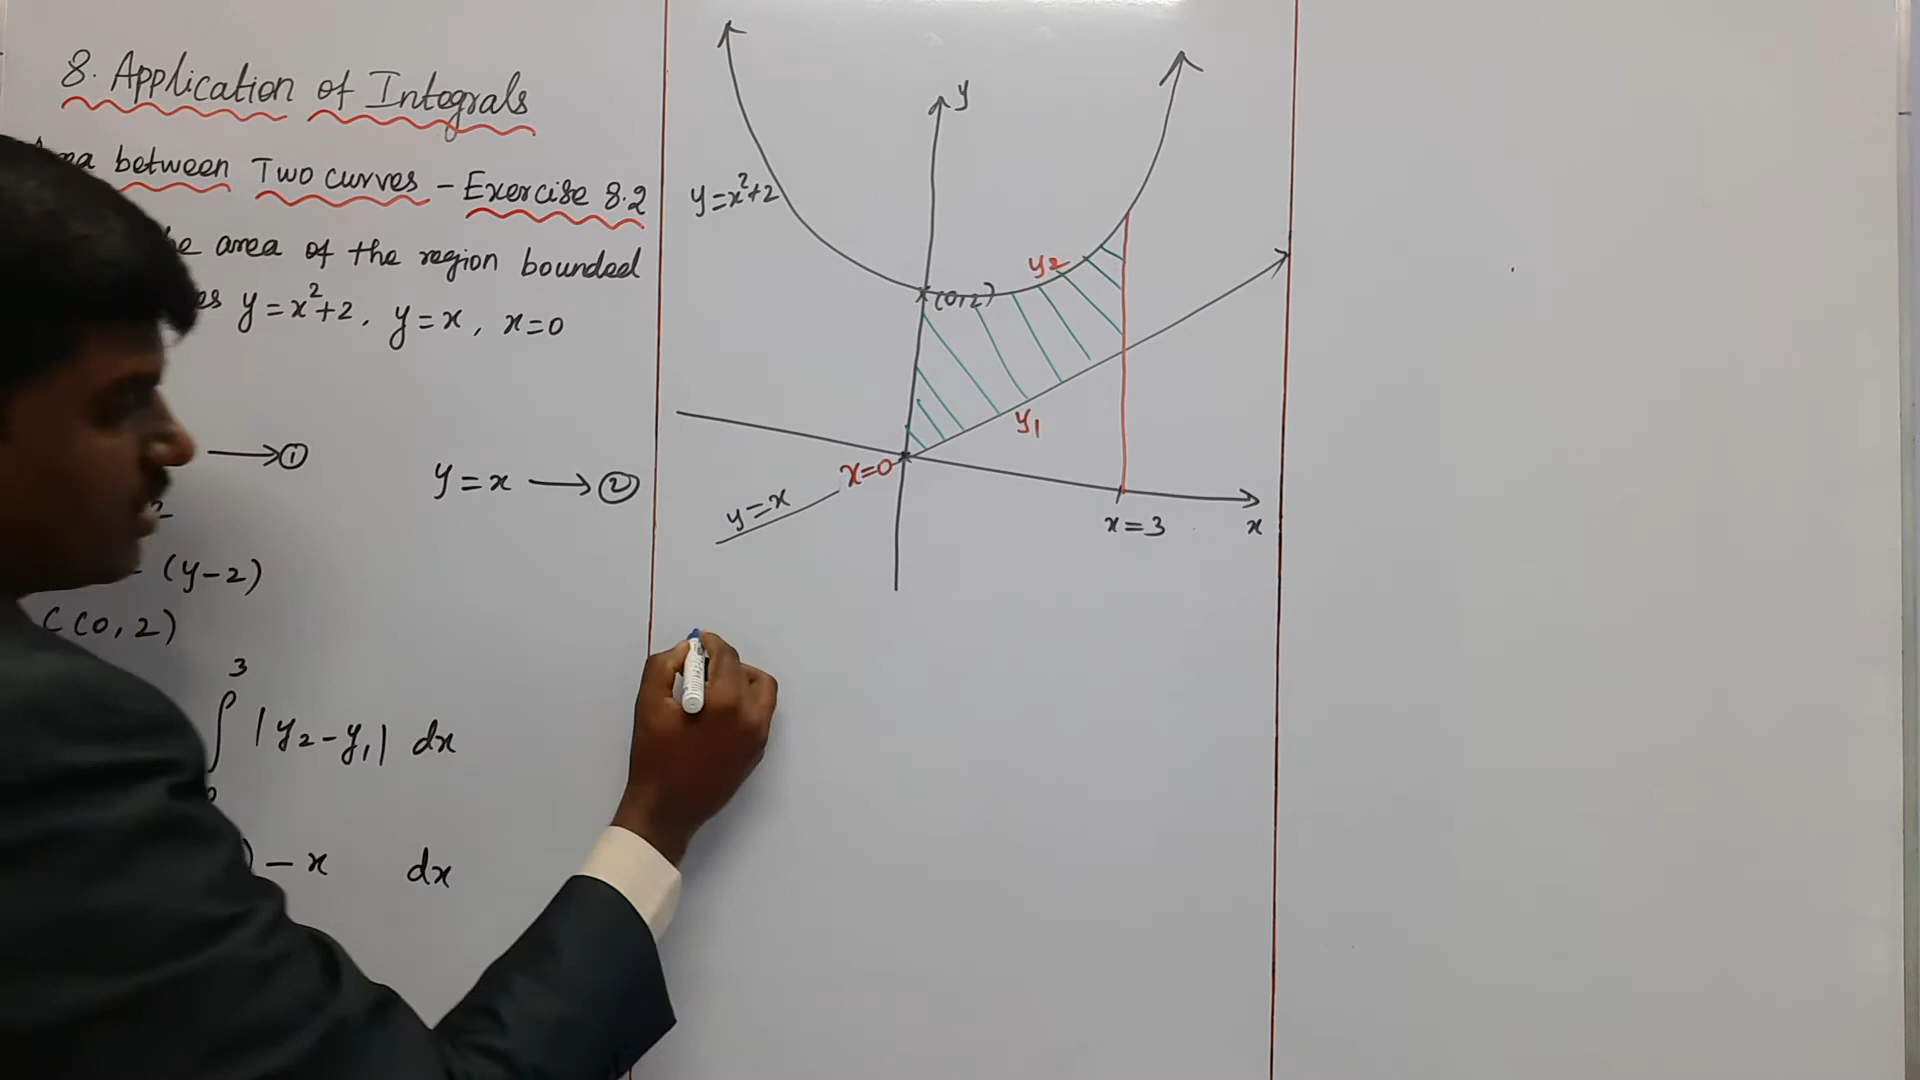 8. Application of Integrals
between Two curves - Exercise 8.2
area of the region bounded
y = x²+2, y = x, x=0
→ ①
y = x → ②
(y-2)
(0, 2)
3
∫ |y₂-y₁| dx
0
) - x dx
y
y=x²+2
y₂
(0,2)
y₁
x=0
y=x
x=3
x